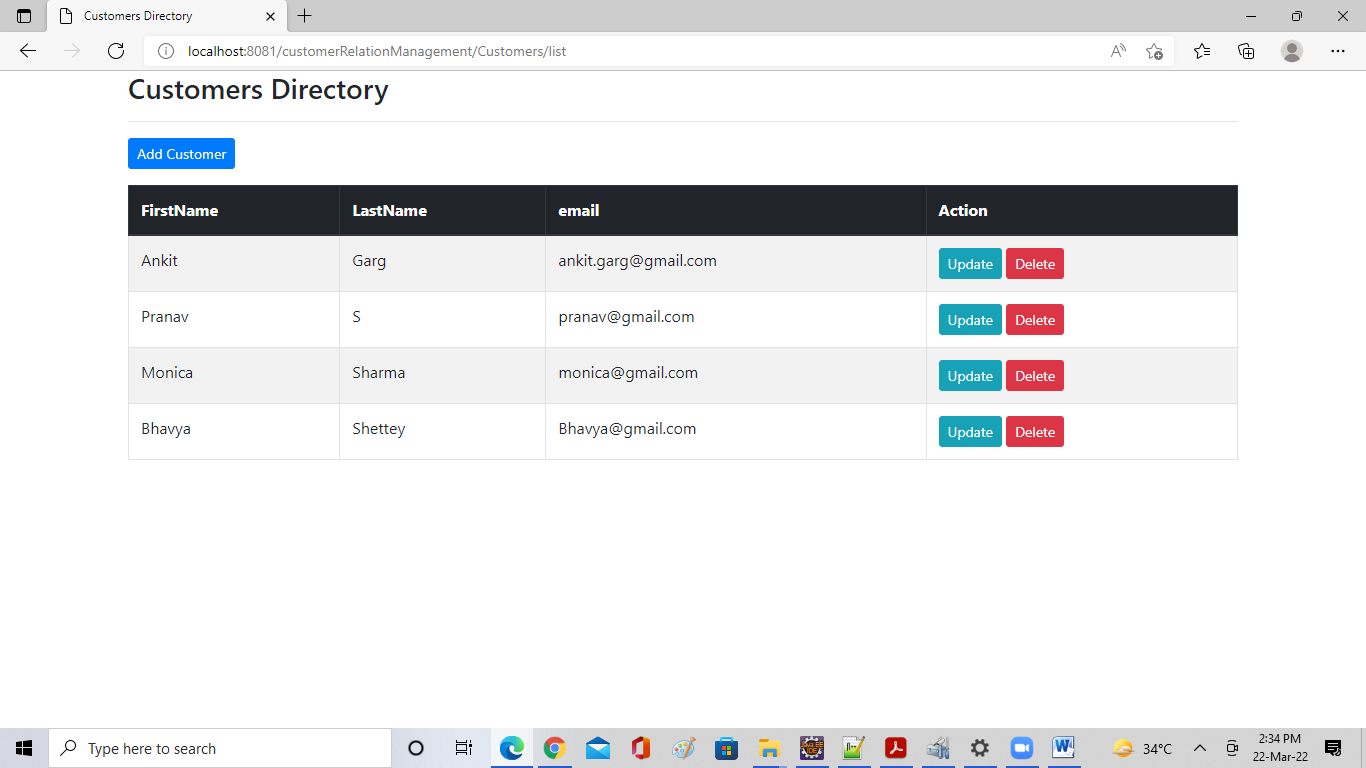 Customers Directory
localhost:8081/customerRelationManagement/Customers/list
Customers Directory
Add Customer
FirstName LastName email Action
Ankit Garg ankit.garg@gmail.com Update Delete
Pranav S pranav@gmail.com Update Delete
Monica Sharma monica@gmail.com Update Delete
Bhavya Shettey Bhavya@gmail.com Update Delete
Type here to search 34°C 2:34 PM
22-Mar-22